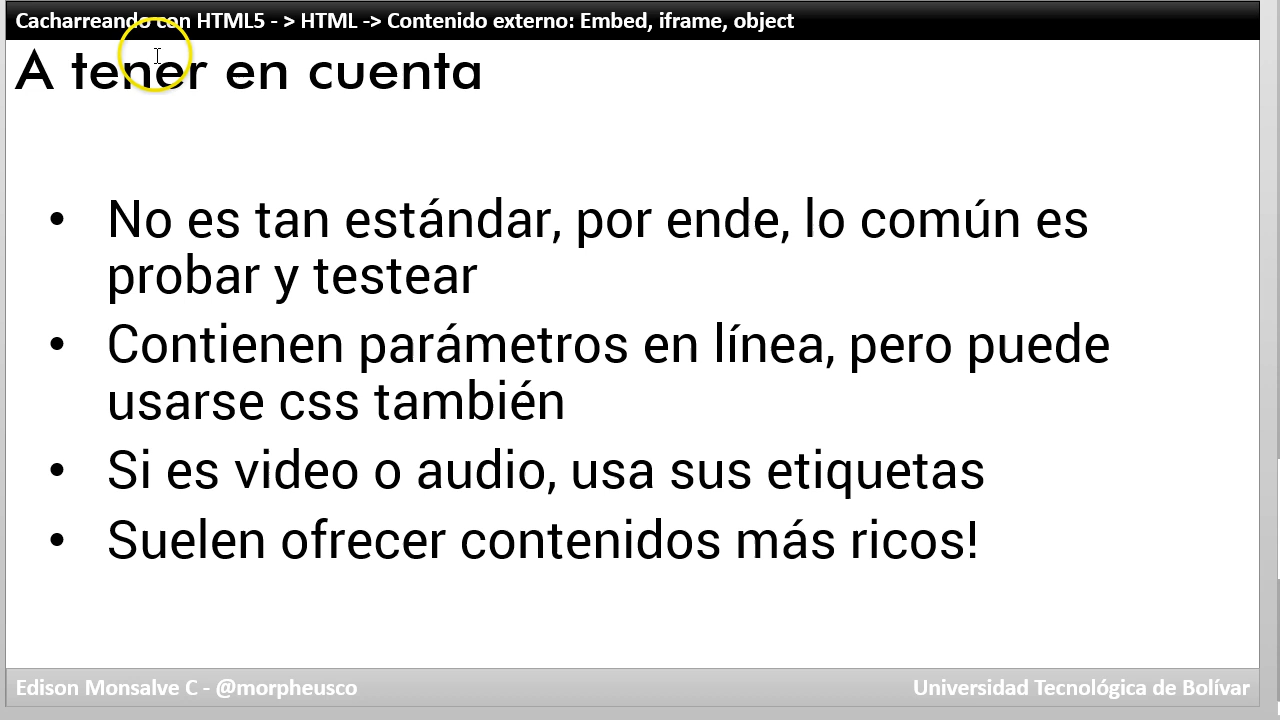 Cacharreando con HTML5 - > HTML -> Contenido externo: Embed, iframe, object
A tener en cuenta
• No es tan estándar, por ende, lo común es
probar y testear
• Contienen parámetros en línea, pero puede
usarse css también
• Si es video o audio, usa sus etiquetas
• Suelen ofrecer contenidos más ricos!
Edison Monsalve C - @morpheusco
Universidad Tecnológica de Bolívar